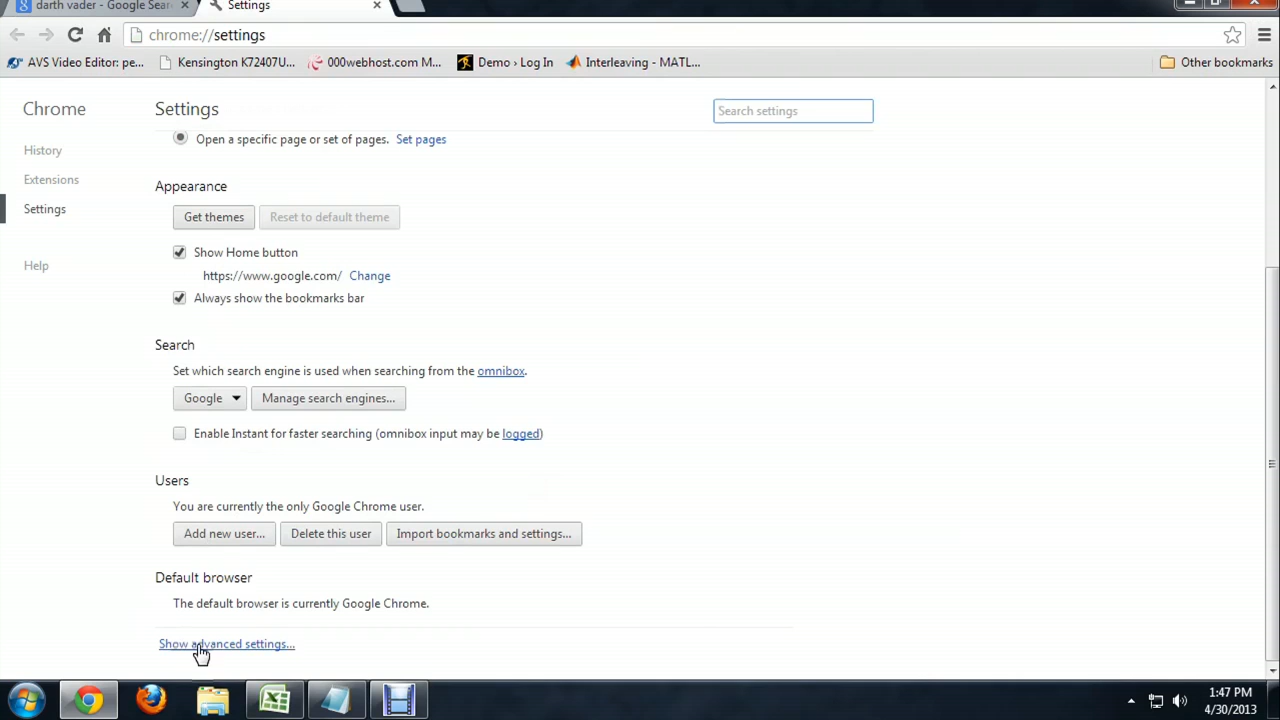 darth vader - Google Sear
Settings
chrome://settings
AVS Video Editor: pe...
Kensington K72407U...
000webhost.com M...
Demo › Log In
Interleaving - MATL...
Other bookmarks
Chrome
Settings
Search settings
History
Extensions
Settings
Help
Open a specific page or set of pages. Set pages
Appearance
Get themes
Reset to default theme
Show Home button
https://www.google.com/ Change
Always show the bookmarks bar
Search
Set which search engine is used when searching from the omnibox.
Google
Manage search engines...
Enable Instant for faster searching (omnibox input may be logged)
Users
You are currently the only Google Chrome user.
Add new user...
Delete this user
Import bookmarks and settings...
Default browser
The default browser is currently Google Chrome.
Show advanced settings...
1:47 PM
4/30/2013